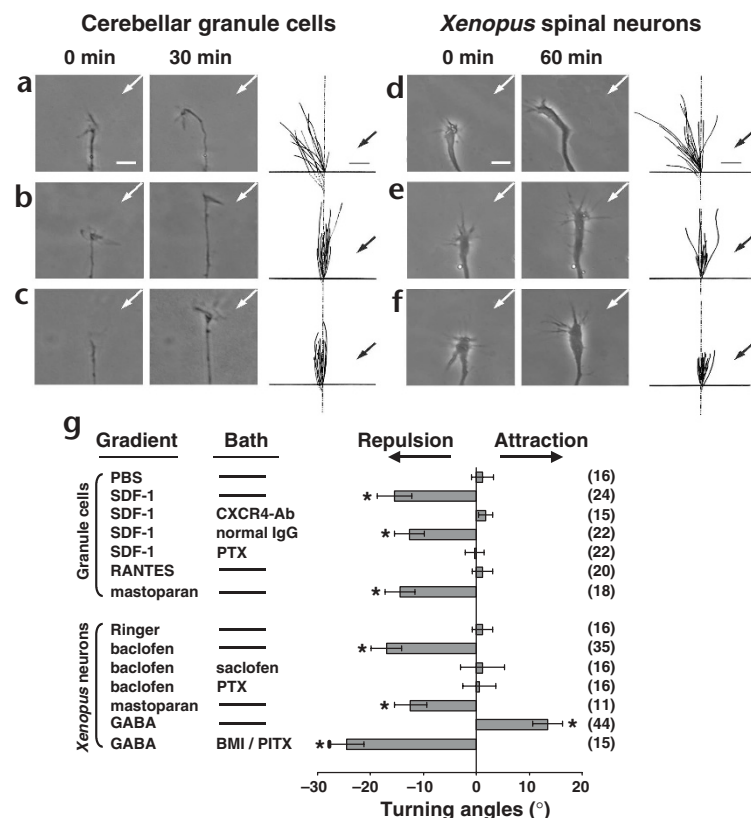 Cerebellar granule cells
Xenopus spinal neurons
0 min
30 min
0 min
60 min
a
d
b
e
c
f
g
Gradient
Bath
Repulsion
Attraction
Granule cells
PBS — (16)
SDF-1 — * (24)
SDF-1 CXCR4-Ab (15)
SDF-1 normal IgG * (22)
SDF-1 PTX (22)
RANTES — (20)
mastoparan — * (18)
Xenopus neurons
Ringer — (16)
baclofen — * (35)
baclofen saclofen (16)
baclofen PTX (16)
mastoparan — * (11)
GABA — * (44)
GABA BMI / PITX * (15)
−30 −20 −10 0 10 20
Turning angles (°)